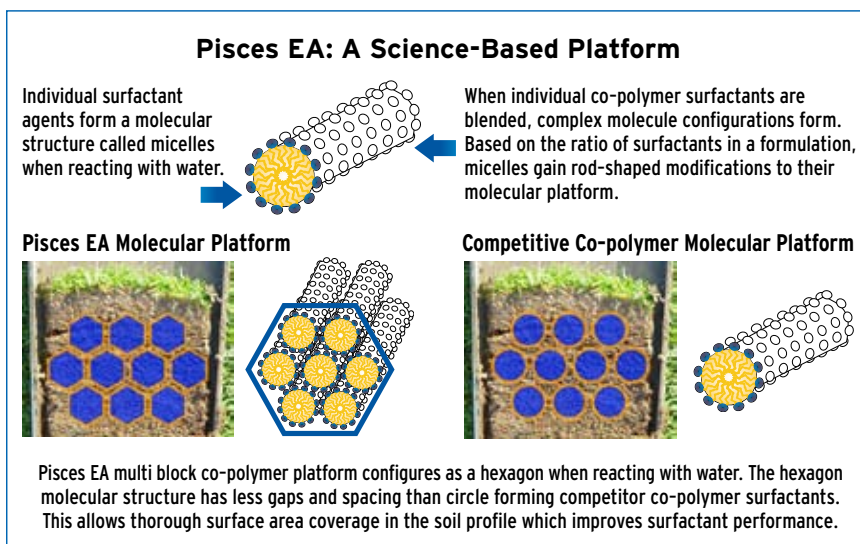 Pisces EA: A Science-Based Platform
Individual surfactant
agents form a molecular
structure called micelles
when reacting with water.
When individual co-polymer surfactants are
blended, complex molecule configurations form.
Based on the ratio of surfactants in a formulation,
micelles gain rod-shaped modifications to their
molecular platform.
Pisces EA Molecular Platform
Competitive Co-polymer Molecular Platform
Pisces EA multi block co-polymer platform configures as a hexagon when reacting with water. The hexagon
molecular structure has less gaps and spacing than circle forming competitor co-polymer surfactants.
This allows thorough surface area coverage in the soil profile which improves surfactant performance.